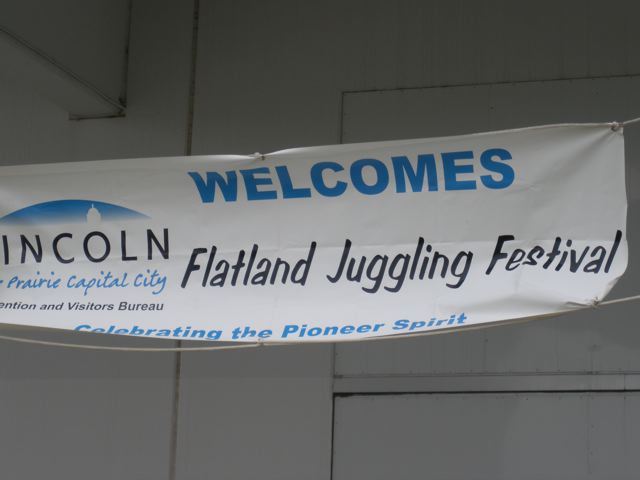 WELCOMES
INCOLN
Prairie Capital City
ention and Visitors Bureau
Flatland Juggling Festival
Celebrating the Pioneer Spirit